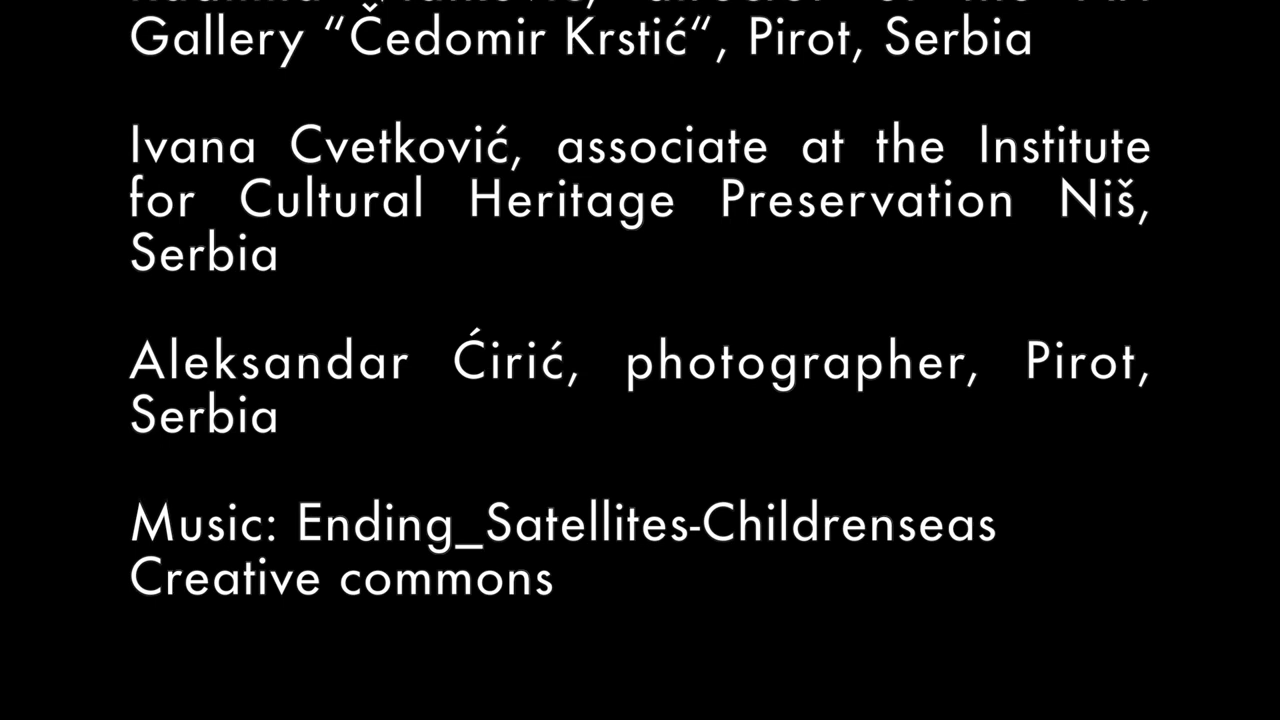 Gallery “Čedomir Krstić“, Pirot, Serbia
Ivana Cvetković, associate at the Institute
for Cultural Heritage Preservation Niš,
Serbia
Aleksandar Ćirić, photographer, Pirot,
Serbia
Music: Ending_Satellites-Childrenseas
Creative commons